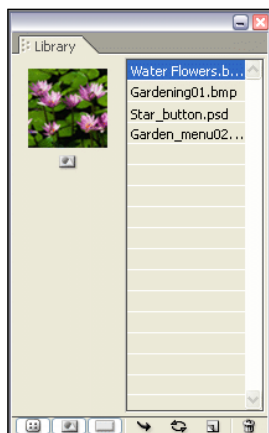 Library
Water Flowers.b...
Gardening01.bmp
Star_button.psd
Garden_menu02...